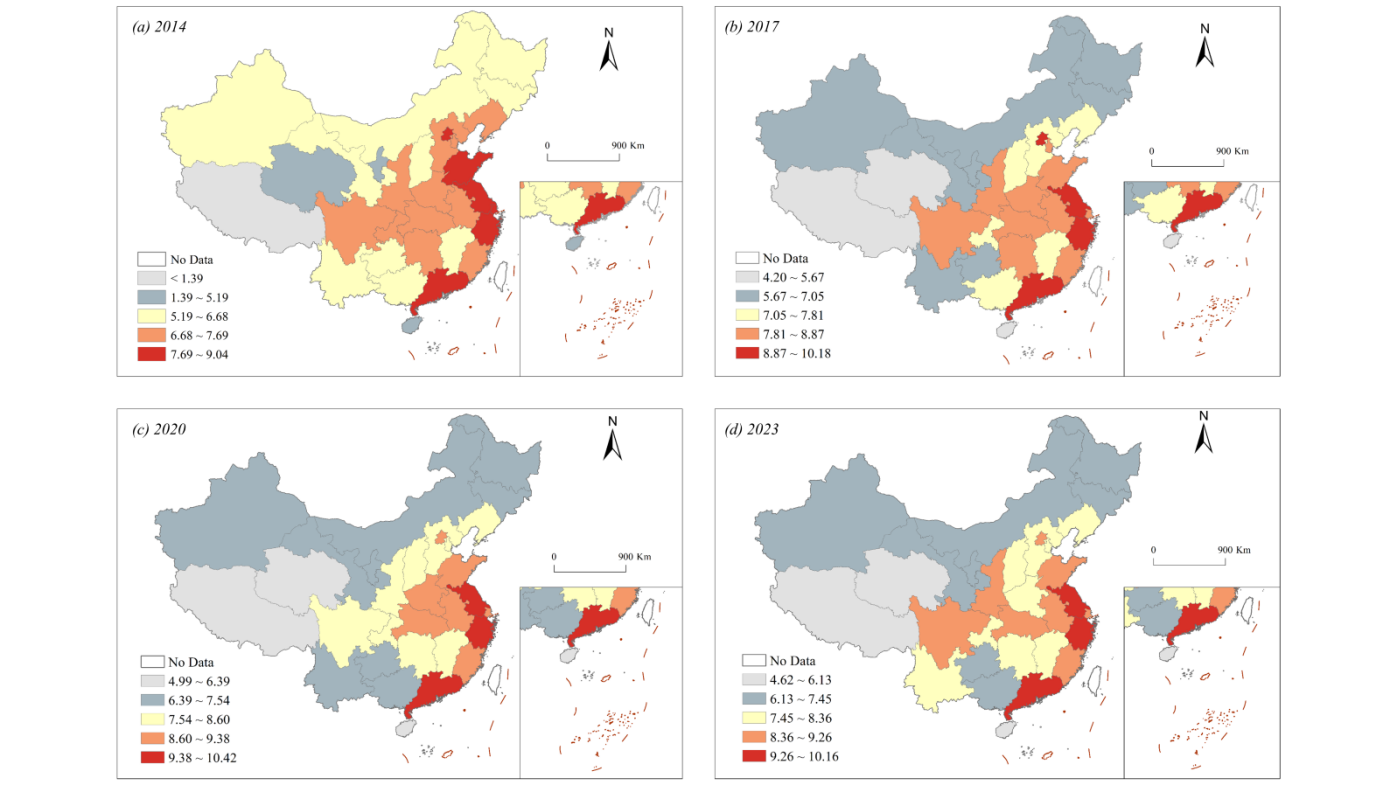 (a) 2014
N
0 900 Km
No Data
< 1.39
1.39 ~ 5.19
5.19 ~ 6.68
6.68 ~ 7.69
7.69 ~ 9.04
(b) 2017
N
0 900 Km
No Data
4.20 ~ 5.67
5.67 ~ 7.05
7.05 ~ 7.81
7.81 ~ 8.87
8.87 ~ 10.18
(c) 2020
N
0 900 Km
No Data
4.99 ~ 6.39
6.39 ~ 7.54
7.54 ~ 8.60
8.60 ~ 9.38
9.38 ~ 10.42
(d) 2023
N
0 900 Km
No Data
4.62 ~ 6.13
6.13 ~ 7.45
7.45 ~ 8.36
8.36 ~ 9.26
9.26 ~ 10.16